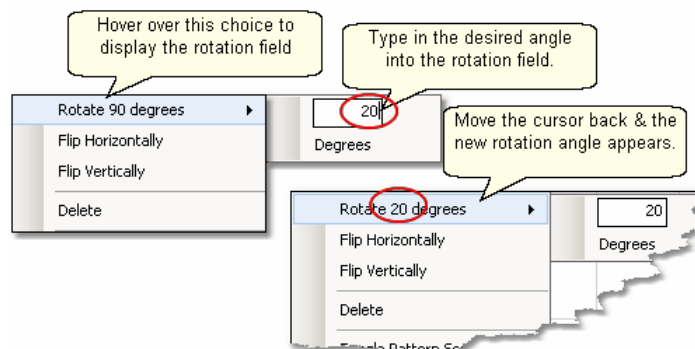 Hover over this choice to
display the rotation field
Type in the desired angle
into the rotation field.
Rotate 90 degrees
20
Flip Horizontally
Degrees
Flip Vertically
Delete
Move the cursor back & the
new rotation angle appears.
Rotate 20 degrees
20
Flip Horizontally
Degrees
Flip Vertically
Delete
Pattern